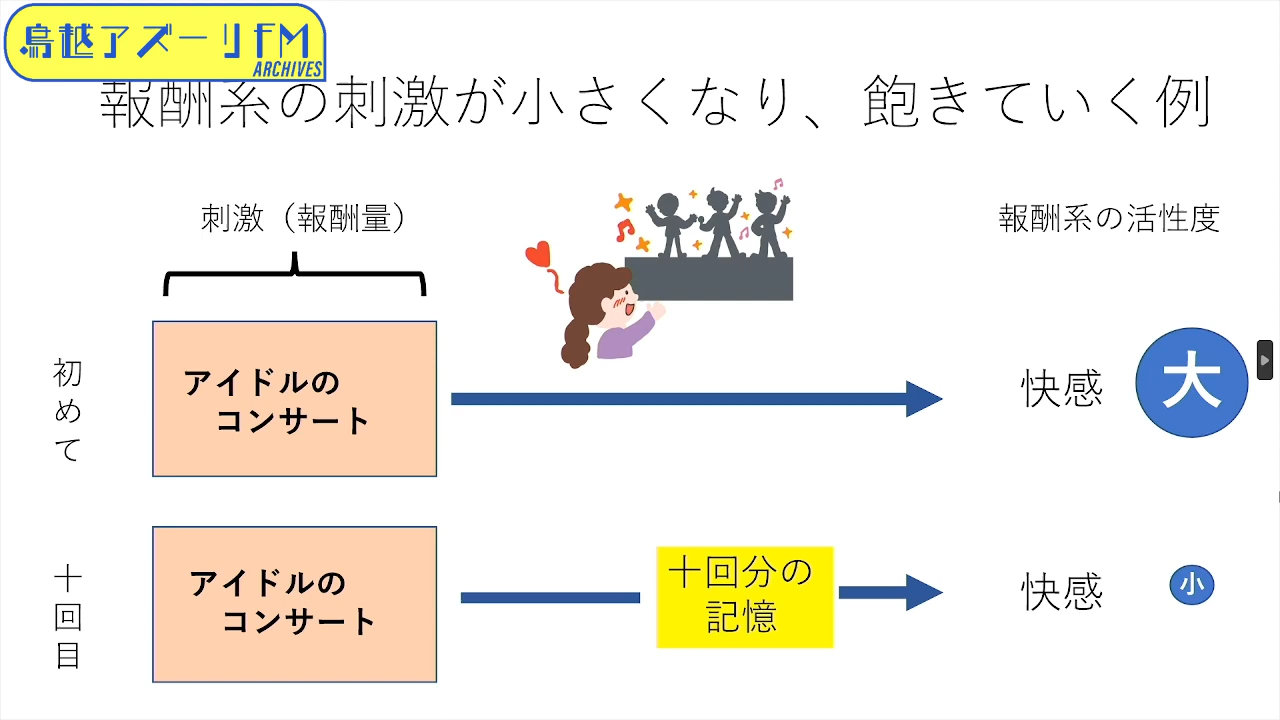 鳥越アズーリFM
ARCHIVES
報酬系の刺激が小さくなり、飽きていく例
刺激（報酬量）
報酬系の活性度
初めて
アイドルの
コンサート
快感
大
十回目
アイドルの
コンサート
十回分の
記憶
快感
小